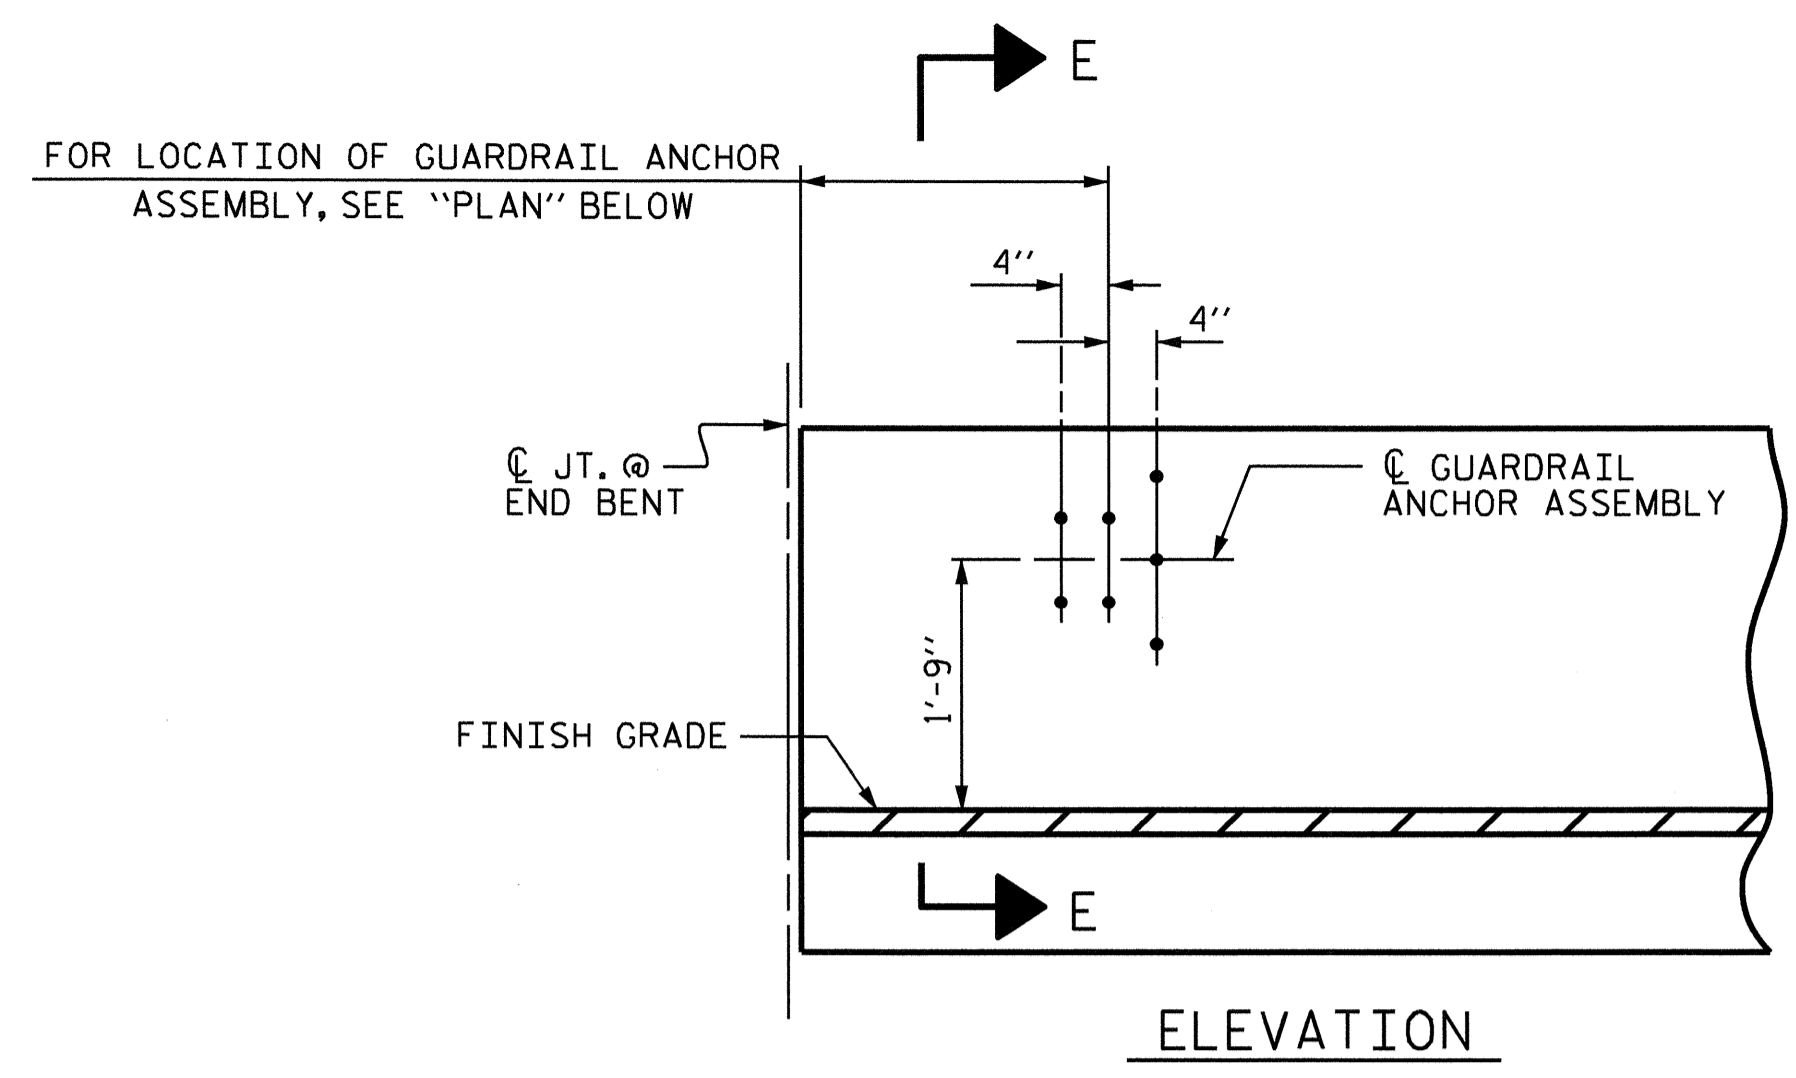 E
FOR LOCATION OF GUARDRAIL ANCHOR
ASSEMBLY, SEE "PLAN" BELOW
4"
4"
℄ JT. @
END BENT
℄ GUARDRAIL
ANCHOR ASSEMBLY
1'-9"
FINISH GRADE
E
ELEVATION